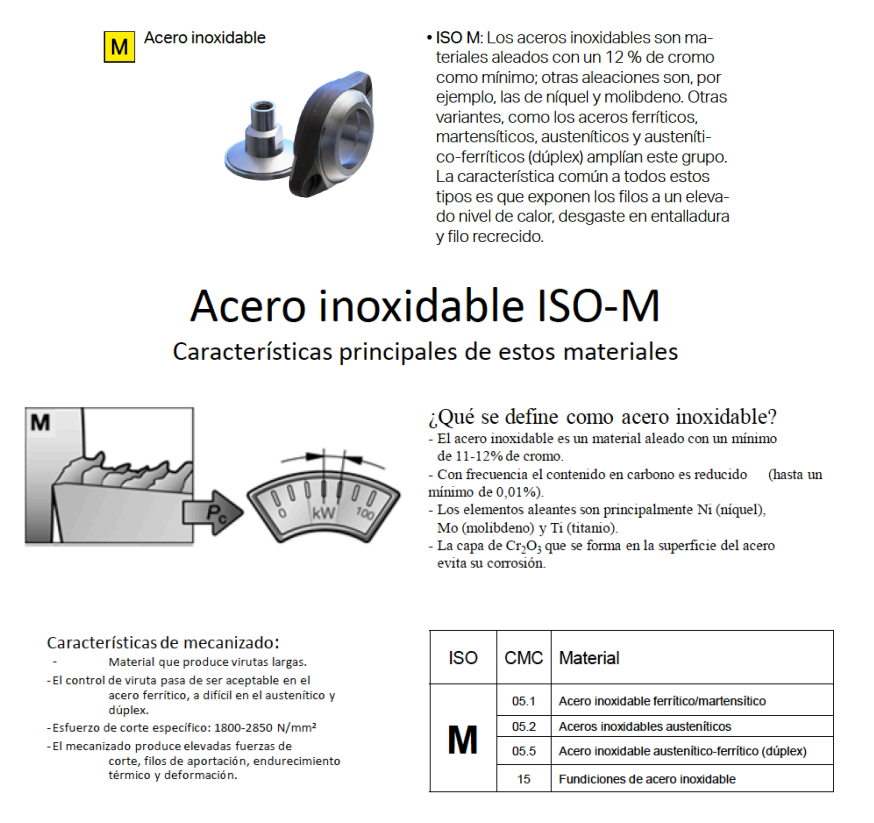 M
Acero inoxidable
• ISO M: Los aceros inoxidables son ma-
teriales aleados con un 12 % de cromo
como mínimo; otras aleaciones son, por
ejemplo, las de níquel y molibdeno. Otras
variantes, como los aceros ferríticos,
martensíticos, austeníticos y austeníti-
co-ferríticos (dúplex) amplían este grupo.
La característica común a todos estos
tipos es que exponen los filos a un eleva-
do nivel de calor, desgaste en entalladura
y filo recrecido.
Acero inoxidable ISO-M
Características principales de estos materiales
M
Pc
0 kW 100
¿Qué se define como acero inoxidable?
- El acero inoxidable es un material aleado con un mínimo
de 11-12% de cromo.
- Con frecuencia el contenido en carbono es reducido (hasta un
mínimo de 0,01%).
- Los elementos aleantes son principalmente Ni (níquel),
Mo (molibdeno) y Ti (titanio).
- La capa de Cr₂O₃ que se forma en la superficie del acero
evita su corrosión.
Características de mecanizado:
- Material que produce virutas largas.
- El control de viruta pasa de ser aceptable en el
acero ferrítico, a difícil en el austenítico y
dúplex.
- Esfuerzo de corte específico: 1800-2850 N/mm²
- El mecanizado produce elevadas fuerzas de
corte, filos de aportación, endurecimiento
térmico y deformación.
ISO CMC Material
M
05.1 Acero inoxidable ferrítico/martensítico
05.2 Aceros inoxidables austeníticos
05.5 Acero inoxidable austenítico-ferrítico (dúplex)
15 Fundiciones de acero inoxidable